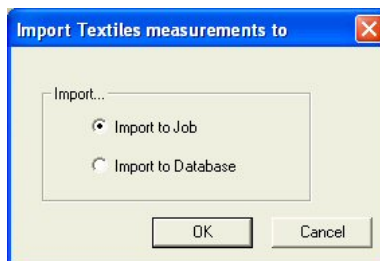 Import Textiles measurements to
Import...
Import to Job
Import to Database
OK
Cancel